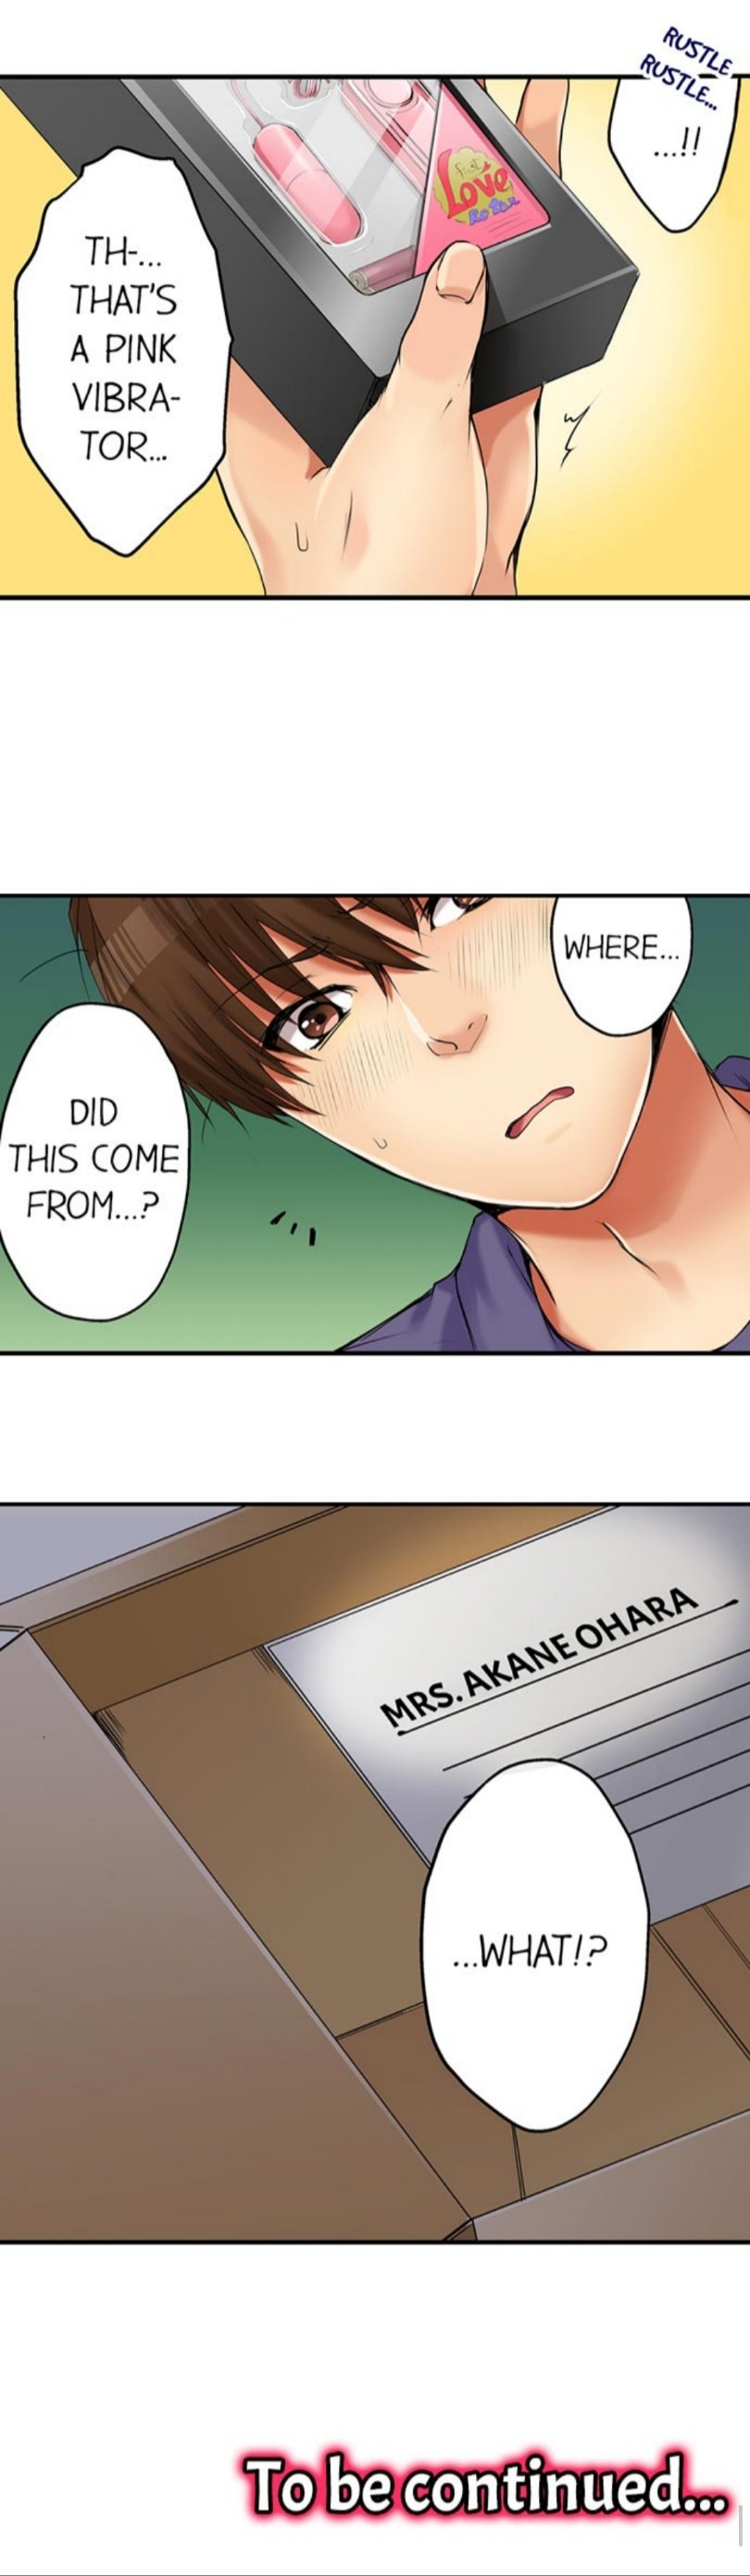 RUSTLE
RUSTLE...
...!!
First
Love
TH-...
THAT'S
A PINK
VIBRA-
TOR...
WHERE...
DID
THIS COME
FROM...?
MRS. AKANE OHARA
...WHAT!?
To be continued...